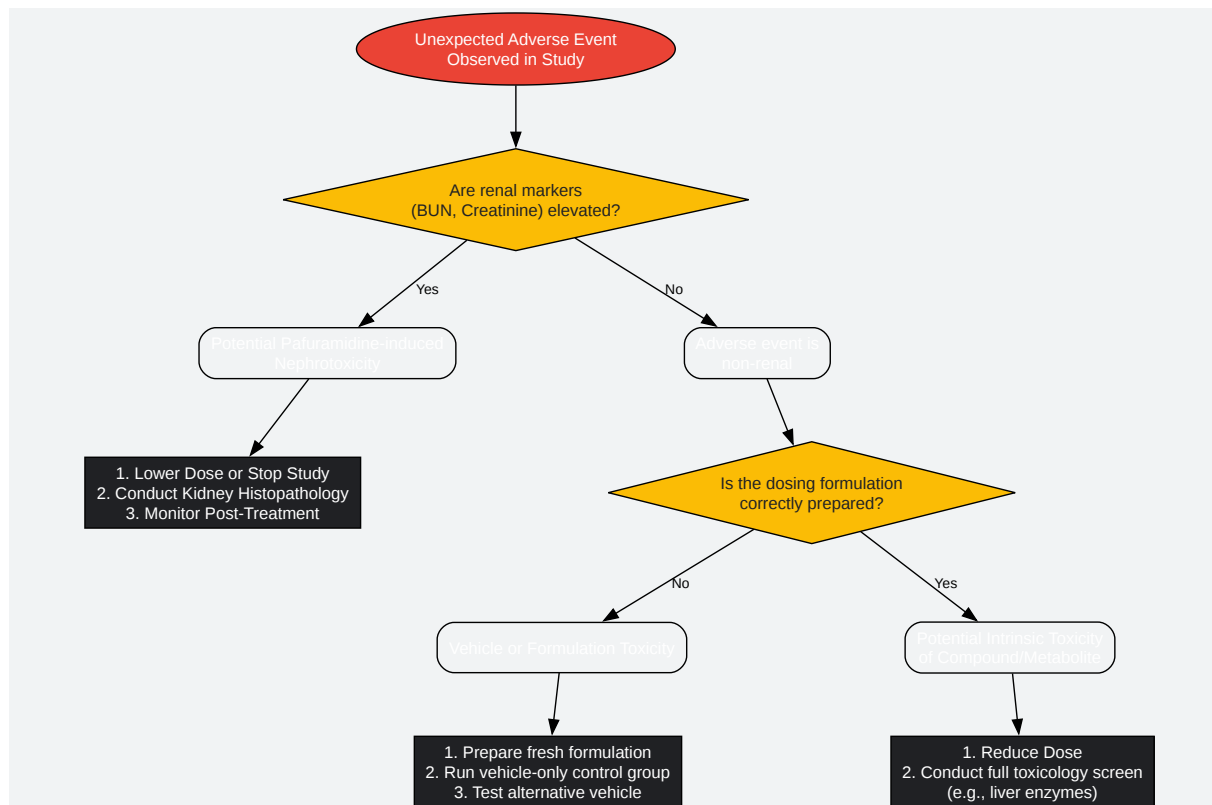 Unexpected Adverse Event
Observed in Study
Are renal markers
(BUN, Creatinine) elevated?
Yes
No
Potential Pafuramidine-induced
Nephrotoxicity
Adverse event is
non-renal
1. Lower Dose or Stop Study
2. Conduct Kidney Histopathology
3. Monitor Post-Treatment
Is the dosing formulation
correctly prepared?
No
Yes
Vehicle or Formulation Toxicity
Potential Intrinsic Toxicity
of Compound/Metabolite
1. Prepare fresh formulation
2. Run vehicle-only control group
3. Test alternative vehicle
1. Reduce Dose
2. Conduct full toxicology screen
(e.g., liver enzymes)